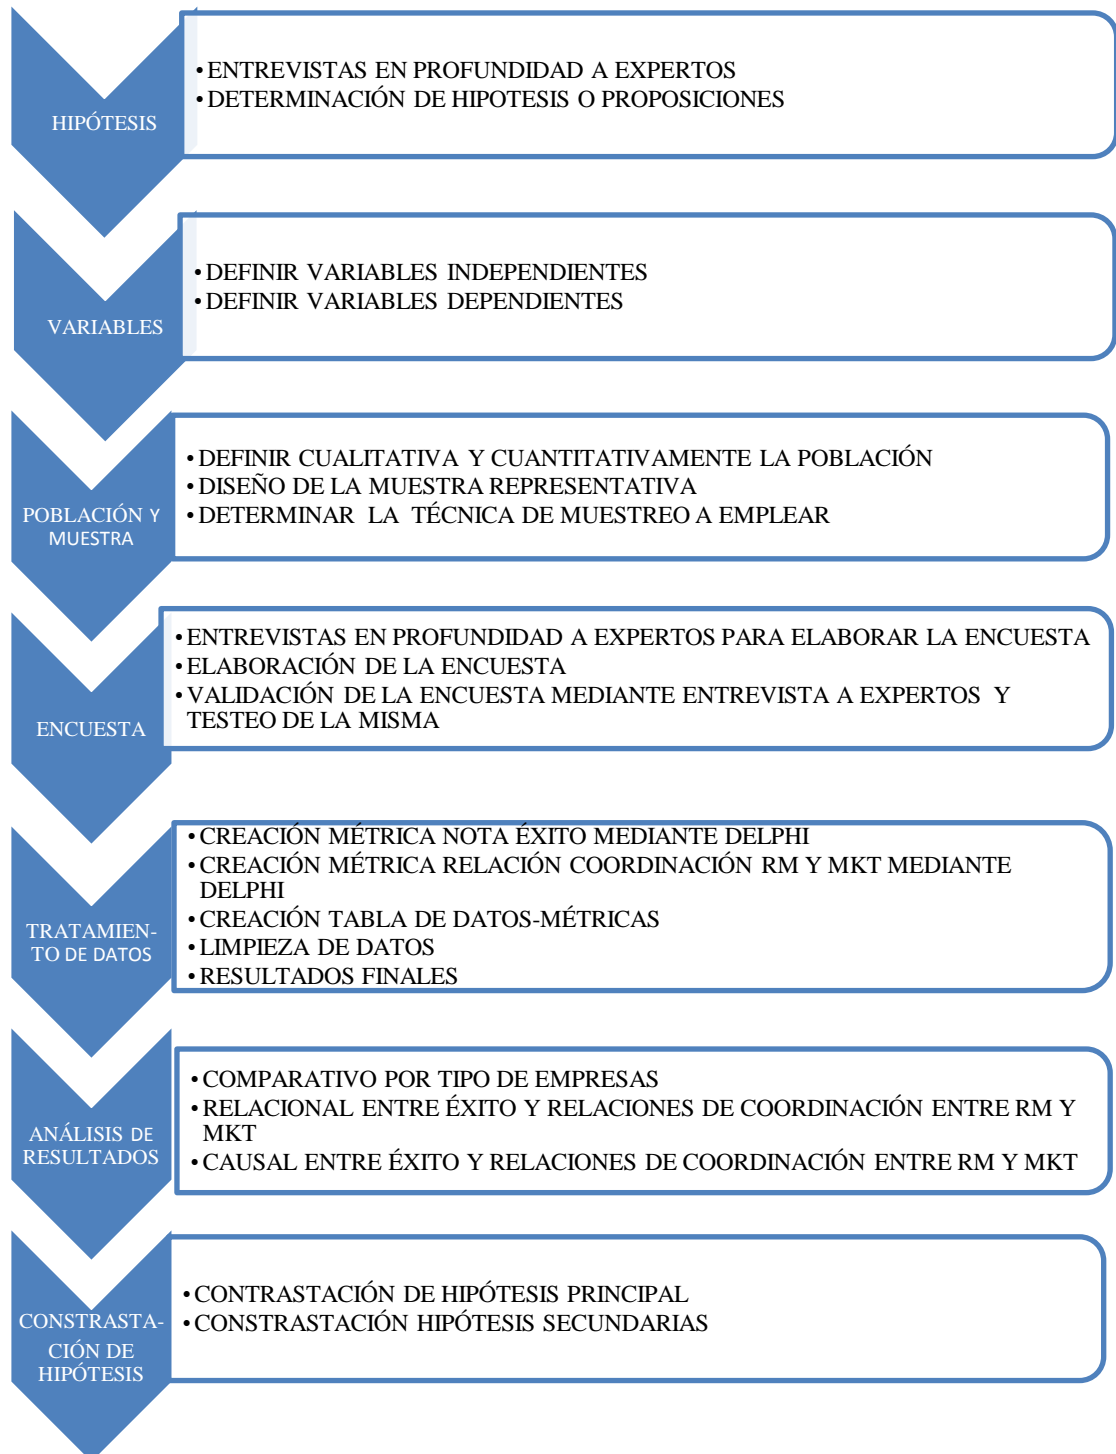 HIPÓTESIS
• ENTREVISTAS EN PROFUNDIDAD A EXPERTOS
• DETERMINACIÓN DE HIPOTESIS O PROPOSICIONES
VARIABLES
• DEFINIR VARIABLES INDEPENDIENTES
• DEFINIR VARIABLES DEPENDIENTES
POBLACIÓN Y
MUESTRA
• DEFINIR CUALITATIVA Y CUANTITATIVAMENTE LA POBLACIÓN
• DISEÑO DE LA MUESTRA REPRESENTATIVA
• DETERMINAR LA TÉCNICA DE MUESTREO A EMPLEAR
ENCUESTA
• ENTREVISTAS EN PROFUNDIDAD A EXPERTOS PARA ELABORAR LA ENCUESTA
• ELABORACIÓN DE LA ENCUESTA
• VALIDACIÓN DE LA ENCUESTA MEDIANTE ENTREVISTA A EXPERTOS Y
TESTEO DE LA MISMA
TRATAMIEN-
TO DE DATOS
• CREACIÓN MÉTRICA NOTA ÉXITO MEDIANTE DELPHI
• CREACIÓN MÉTRICA RELACIÓN COORDINACIÓN RM Y MKT MEDIANTE
DELPHI
• CREACIÓN TABLA DE DATOS-MÉTRICAS
• LIMPIEZA DE DATOS
• RESULTADOS FINALES
ANÁLISIS DE
RESULTADOS
• COMPARATIVO POR TIPO DE EMPRESAS
• RELACIONAL ENTRE ÉXITO Y RELACIONES DE COORDINACIÓN ENTRE RM Y
MKT
• CAUSAL ENTRE ÉXITO Y RELACIONES DE COORDINACIÓN ENTRE RM Y MKT
CONSTRASTA-
CIÓN DE
HIPÓTESIS
• CONTRASTACIÓN DE HIPÓTESIS PRINCIPAL
• CONSTRASTACIÓN HIPÓTESIS SECUNDARIAS